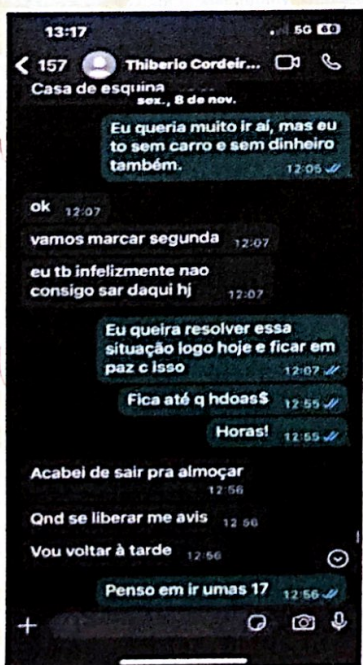 13:17
5G 60
157 Thiberio Cordeir...
Casa de esquina
sex., 8 de nov.
Eu queria muito ir aí, mas eu
to sem carro e sem dinheiro
também.
12:05
ok 12:07
vamos marcar segunda 12:07
eu tb infelizmente nao
consigo sar daqui hj 12:07
Eu queira resolver essa
situação logo hoje e ficar em
paz c isso
12:07
Fica até q hdoas$ 12:55
Horas! 12:55
Acabei de sair pra almoçar
12:56
Qnd se liberar me avis 12:56
Vou voltar à tarde 12:56
Penso em ir umas 17 12:56